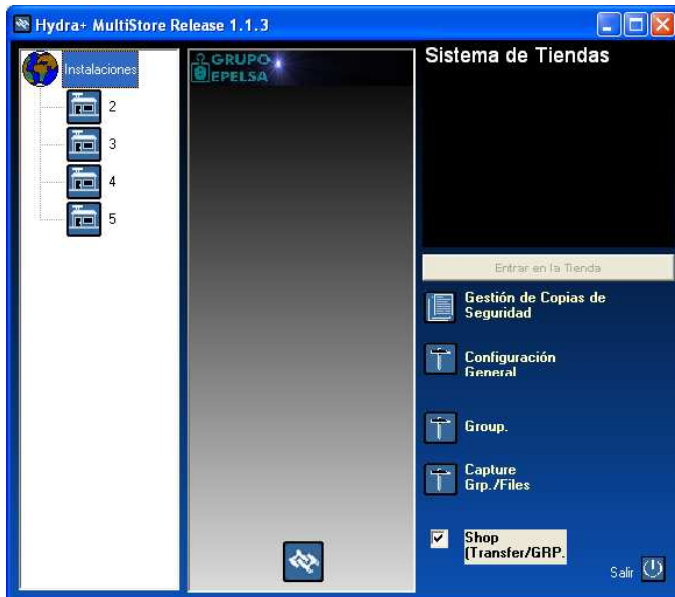 Hydra+ MultiStore Release 1.1.3
Instalaciones
2
3
4
5
GRUPO
EPELSA
Sistema de Tiendas
Entrar en la Tienda
Gestión de Copias de
Seguridad
Configuración
General
Group.
Capture
Grp./Files
Shop
(Transfer/GRP.
Salir